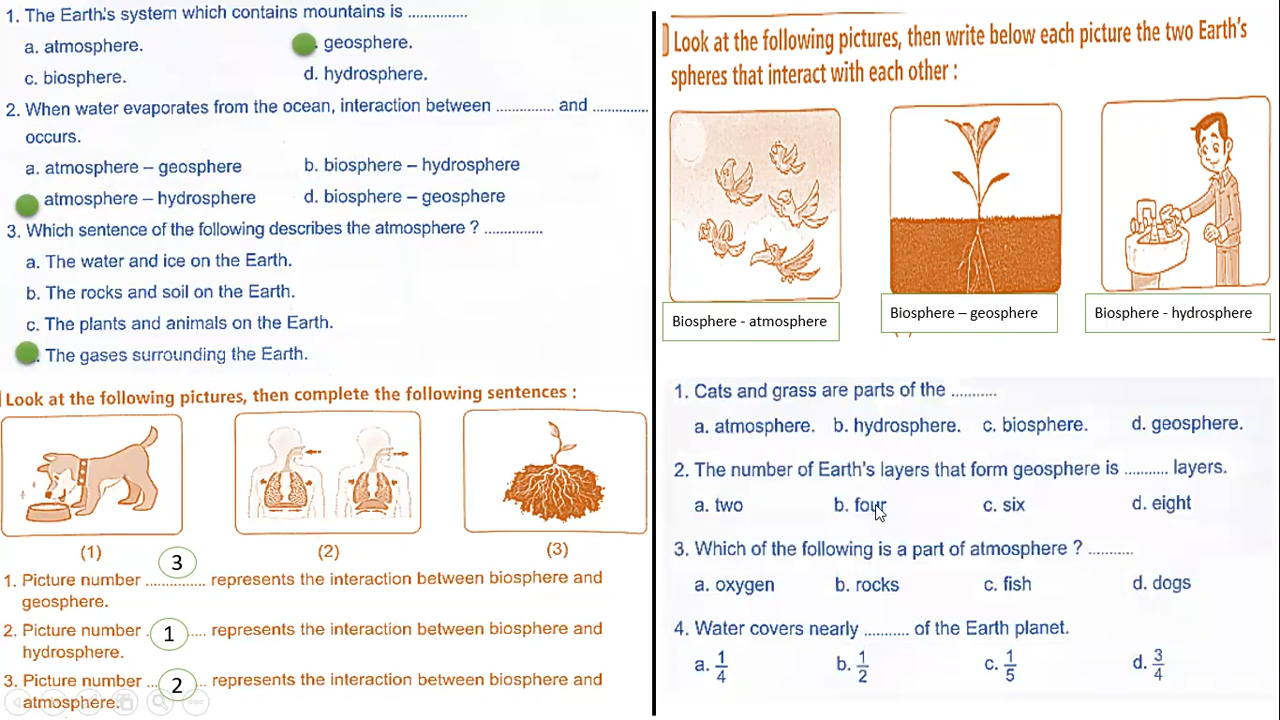 1. The Earth's system which contains mountains is ..............
a. atmosphere.
geosphere.
c. biosphere.
d. hydrosphere.
2. When water evaporates from the ocean, interaction between .............. and ..............
occurs.
a. atmosphere – geosphere
b. biosphere – hydrosphere
atmosphere – hydrosphere
d. biosphere – geosphere
3. Which sentence of the following describes the atmosphere ? ..............
a. The water and ice on the Earth.
b. The rocks and soil on the Earth.
c. The plants and animals on the Earth.
. The gases surrounding the Earth.
Look at the following pictures, then complete the following sentences :
(1)
(2)
(3)
1. Picture number .... 3 .... represents the interaction between biosphere and
geosphere.
2. Picture number . 1 .... represents the interaction between biosphere and
hydrosphere.
3. Picture number ... 2 .. represents the interaction between biosphere and
atmosphere.
Look at the following pictures, then write below each picture the two Earth's
spheres that interact with each other :
Biosphere - atmosphere
Biosphere – geosphere
Biosphere - hydrosphere
1. Cats and grass are parts of the ...........
a. atmosphere. b. hydrosphere. c. biosphere. d. geosphere.
2. The number of Earth's layers that form geosphere is .......... layers.
a. two b. four c. six d. eight
3. Which of the following is a part of atmosphere ? ...........
a. oxygen b. rocks c. fish d. dogs
4. Water covers nearly .......... of the Earth planet.
a. 1/4 b. 1/2 c. 1/5 d. 3/4